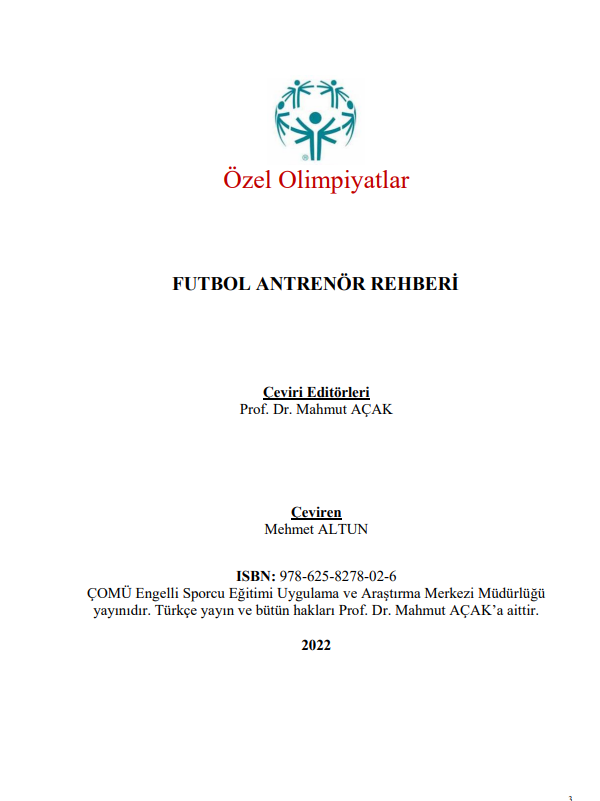 Özel Olimpiyatlar
FUTBOL ANTRENÖR REHBERİ
Çeviri Editörleri
Prof. Dr. Mahmut AÇAK
Çeviren
Mehmet ALTUN
ISBN: 978-625-8278-02-6
ÇOMÜ Engelli Sporcu Eğitimi Uygulama ve Araştırma Merkezi Müdürlüğü
yayınıdır. Türkçe yayın ve bütün hakları Prof. Dr. Mahmut AÇAK’a aittir.
2022
3